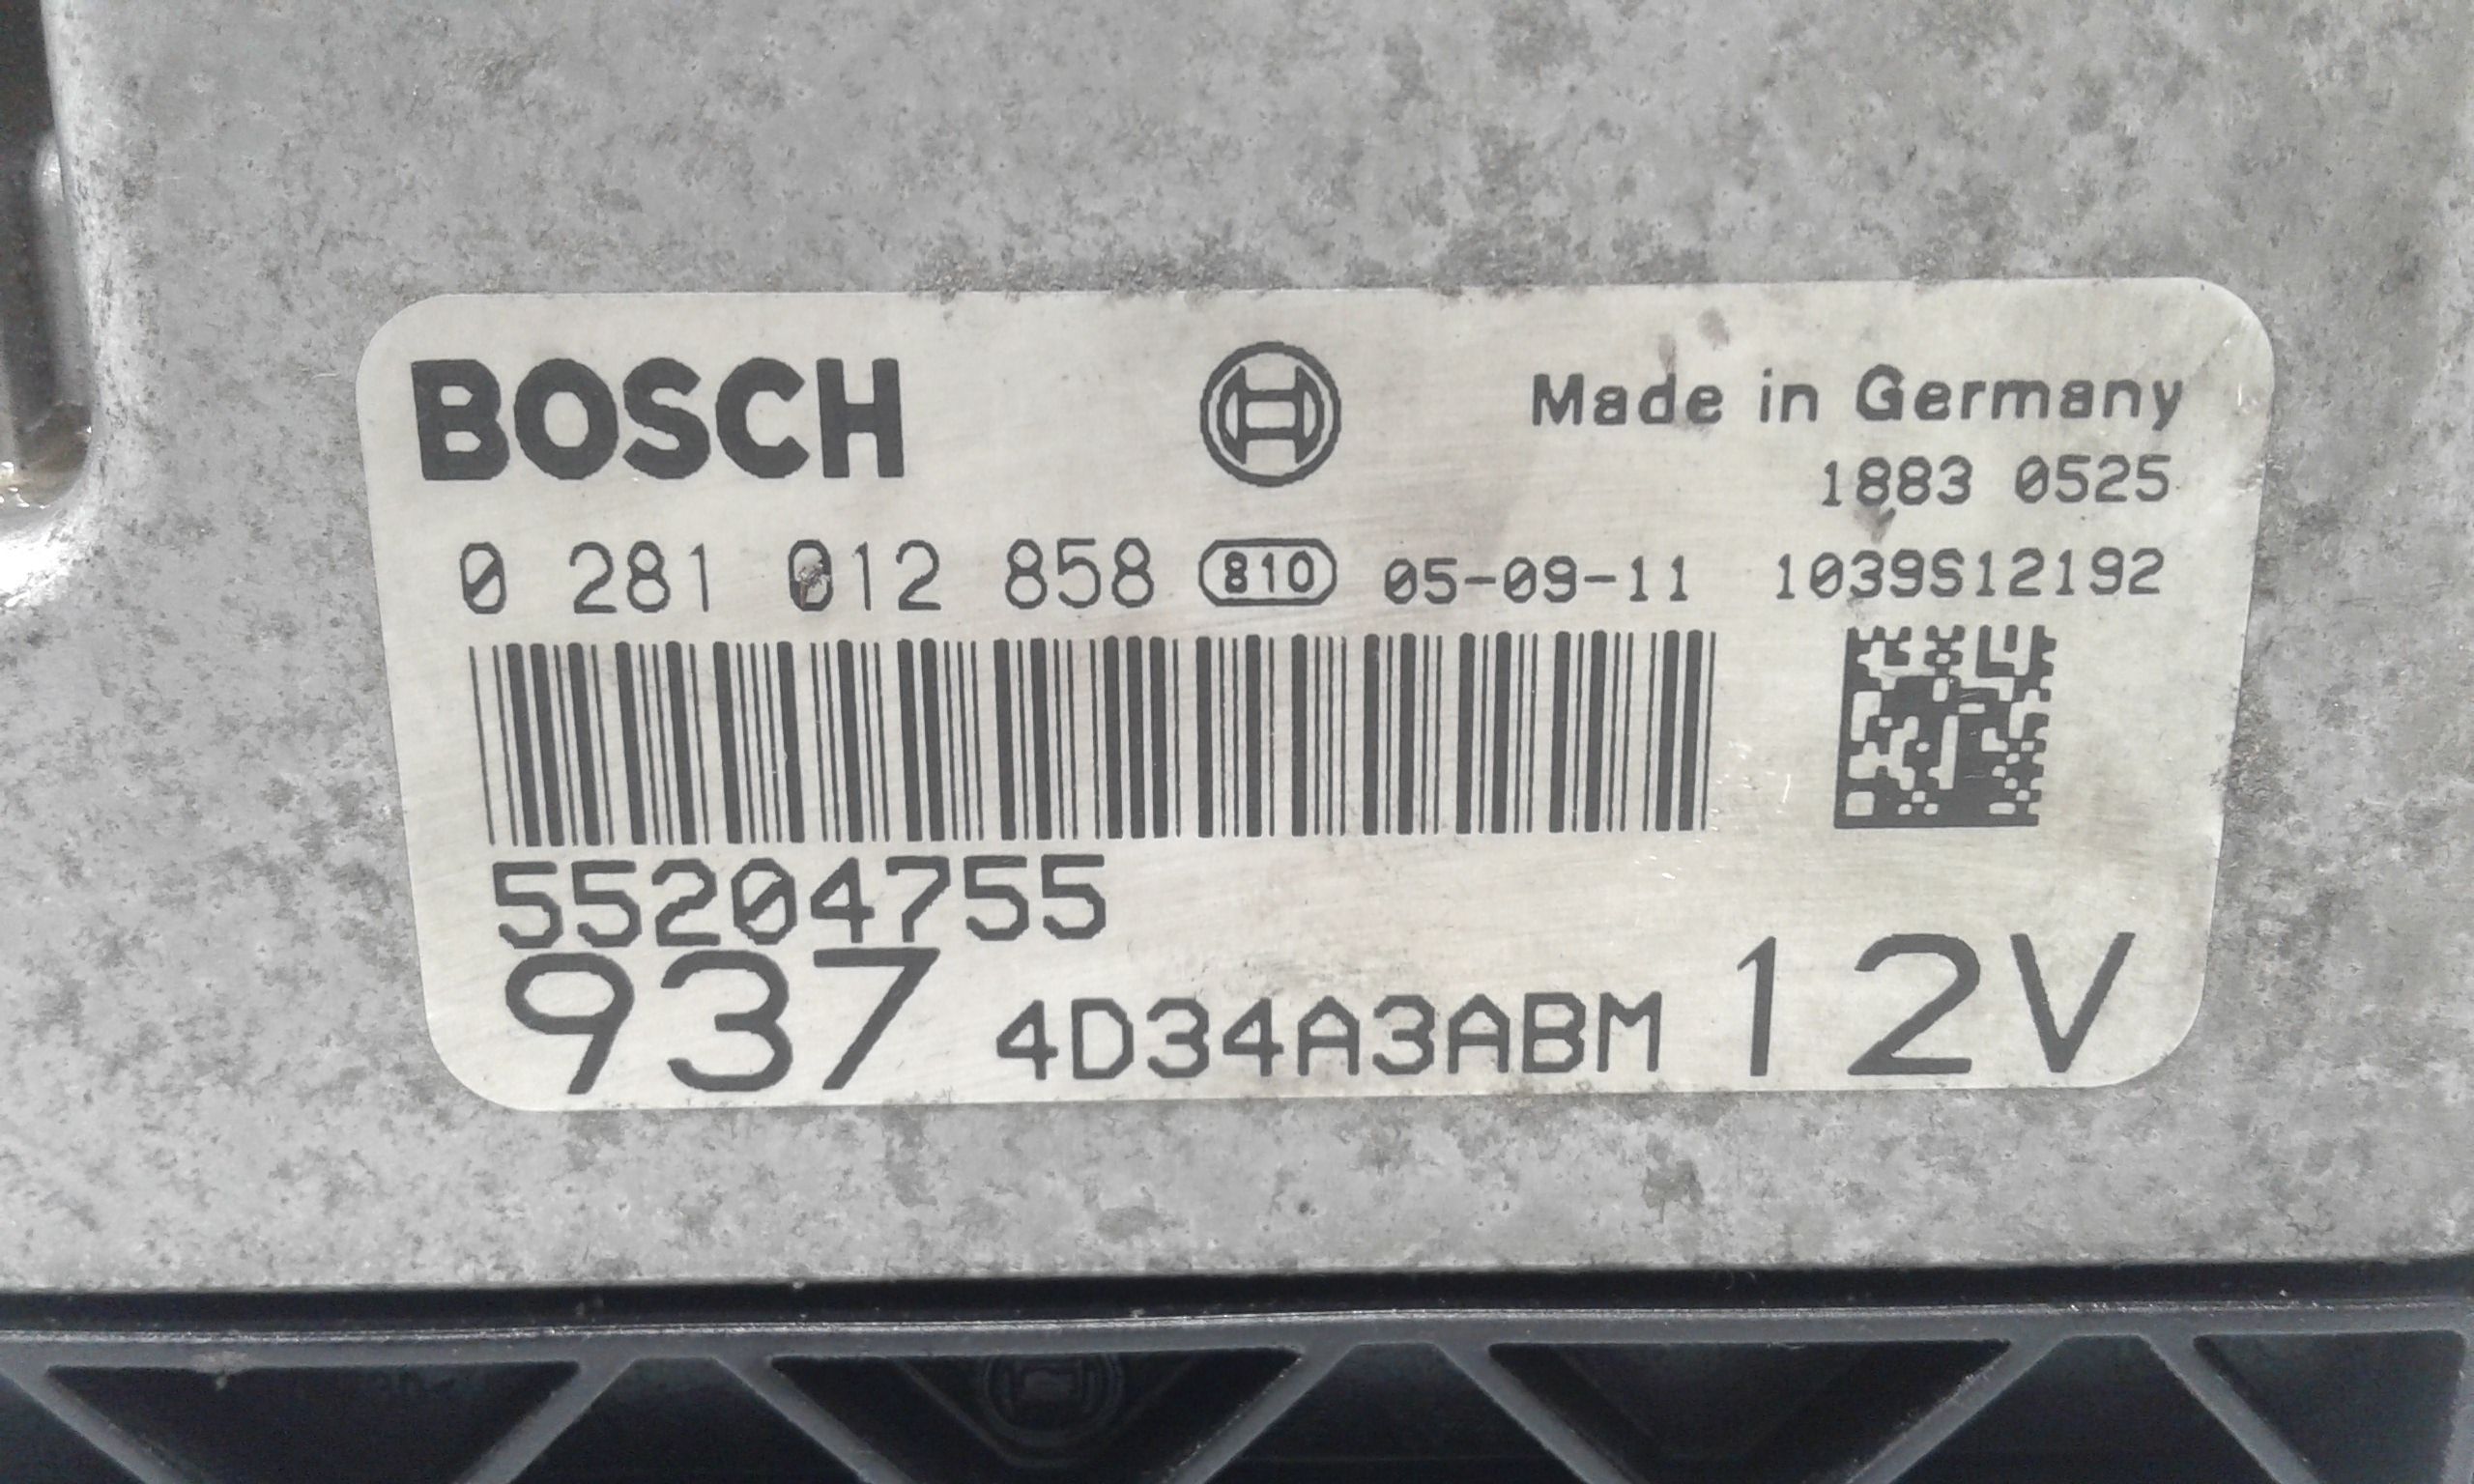 BOSCH Made in Germany
1883 0525
0 281 012 858 810 05-09-11 1039S12192
55204755
937 4D34A3ABM 12V